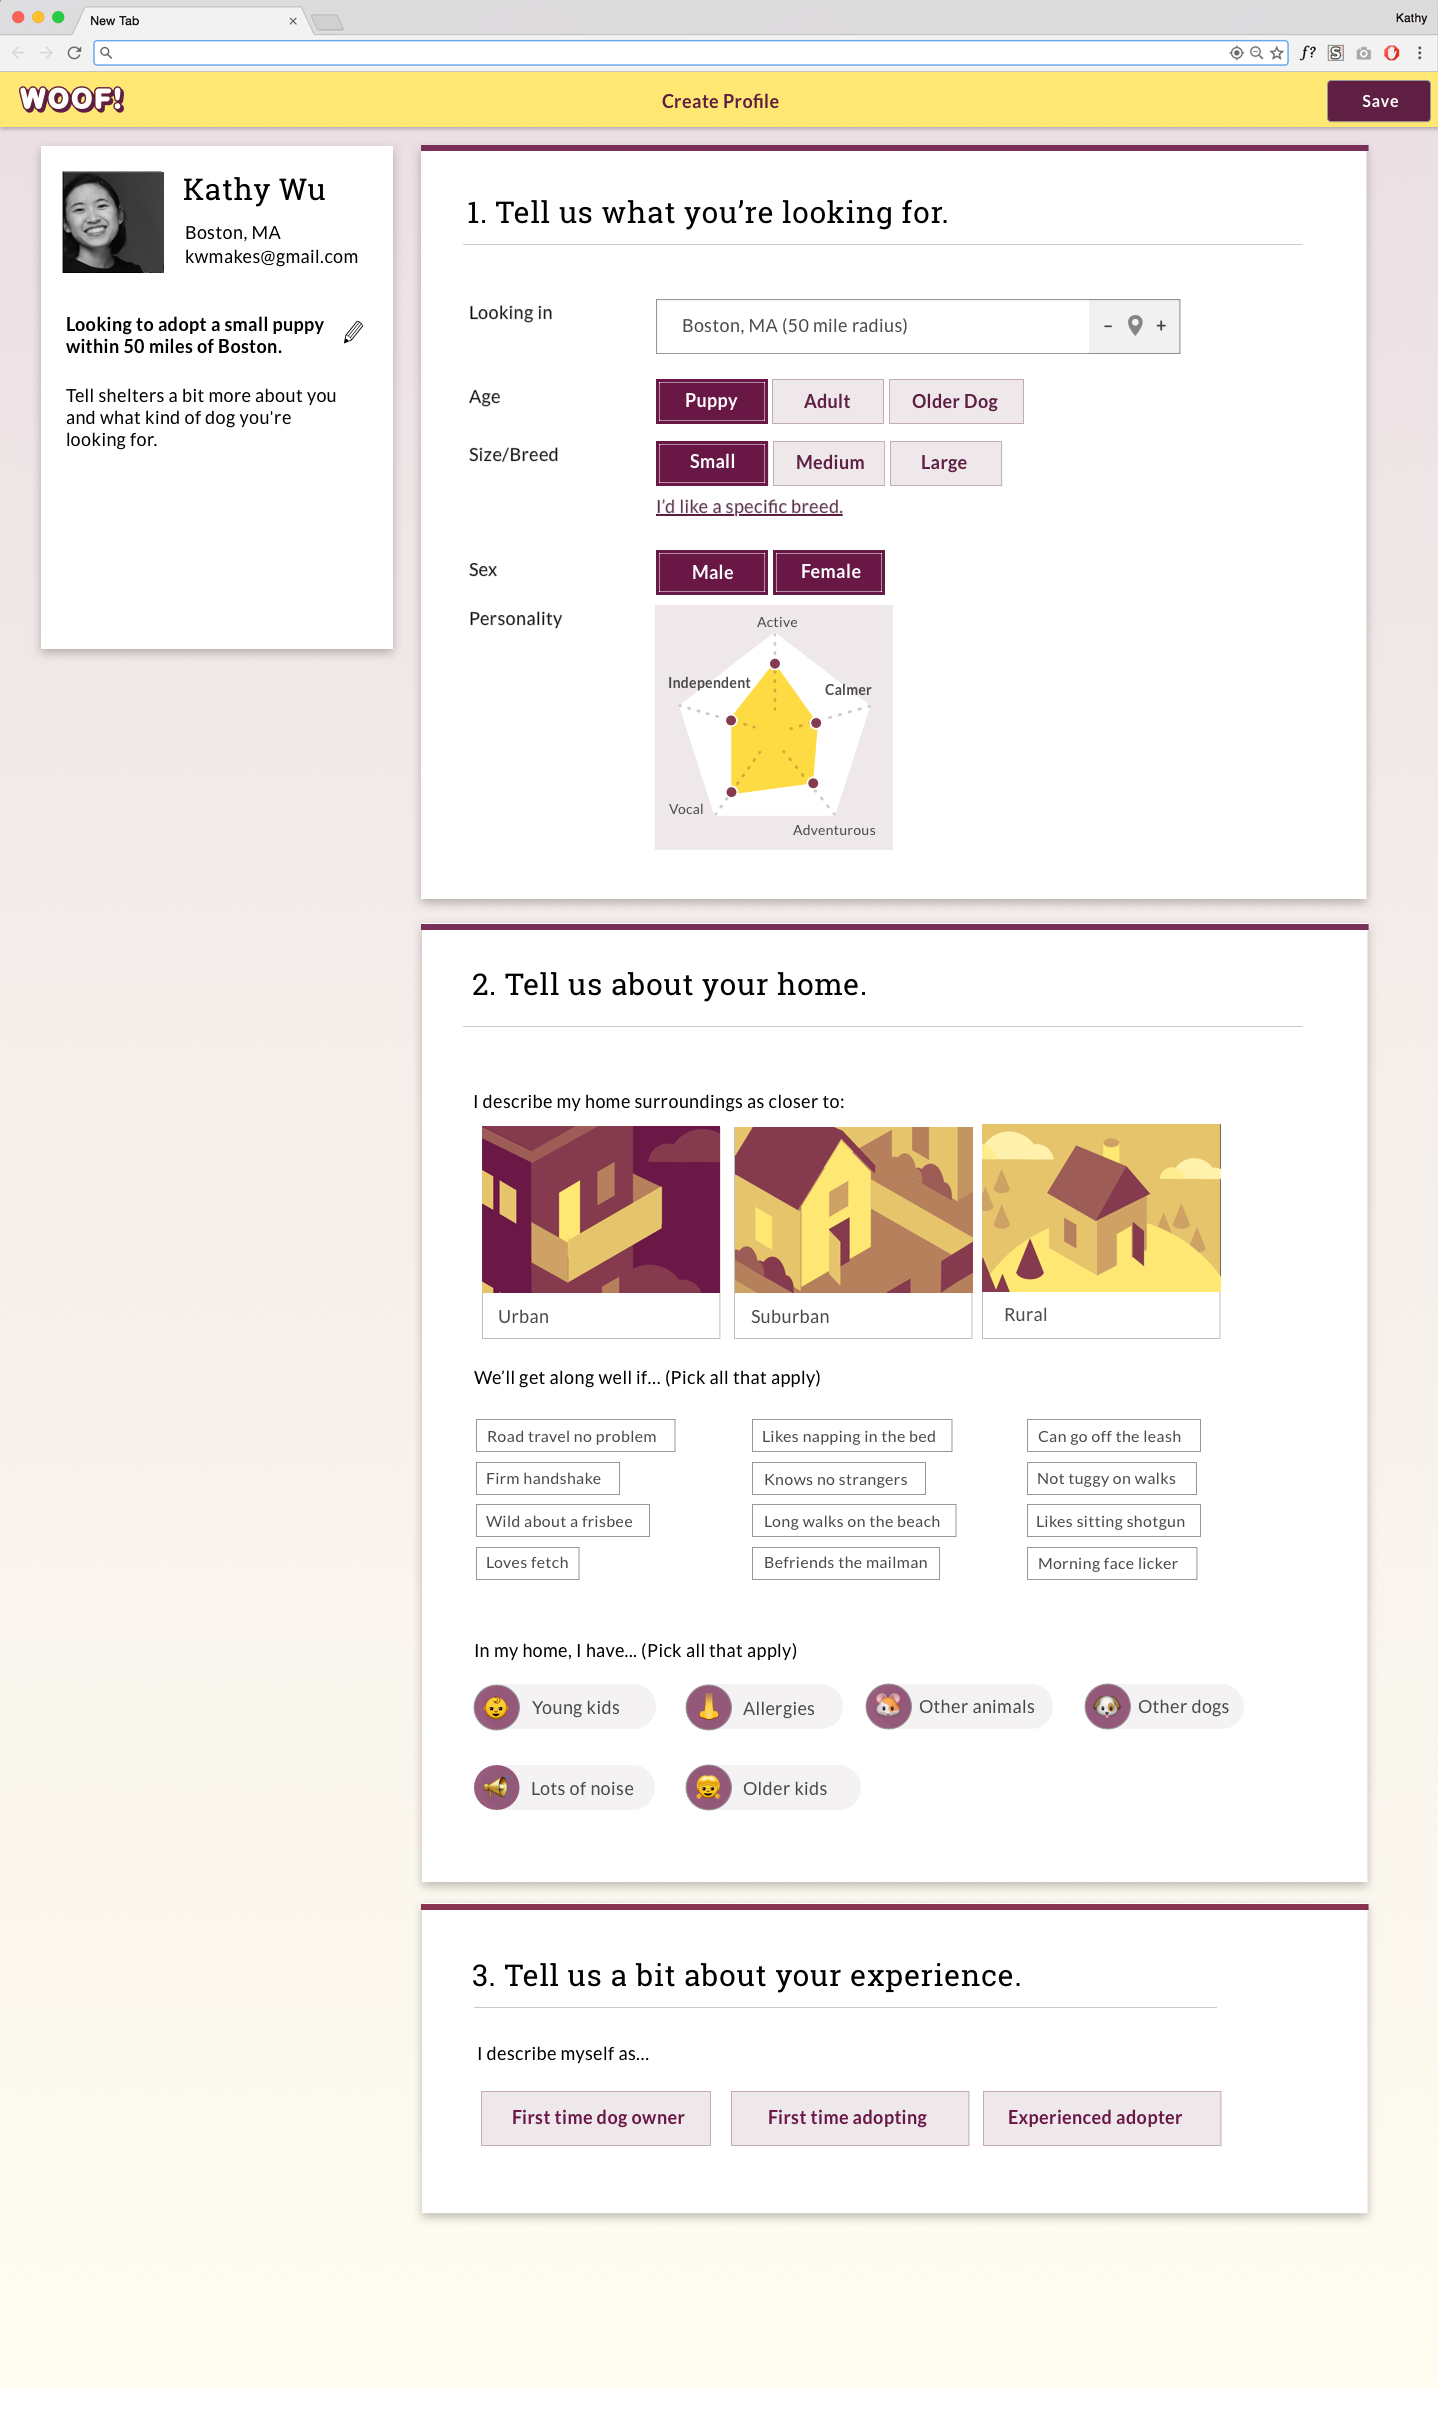 New Tab
Kathy
f?
S
WOOF!
Create Profile
Save
Kathy Wu
Boston, MA
kwmakes@gmail.com
Looking to adopt a small puppy
within 50 miles of Boston.
Tell shelters a bit more about you
and what kind of dog you're
looking for.
1. Tell us what you’re looking for.
Looking in
Boston, MA (50 mile radius)
- +
Age
Puppy
Adult
Older Dog
Size/Breed
Small
Medium
Large
I’d like a specific breed.
Sex
Male
Female
Personality
Active
Independent
Calmer
Vocal
Adventurous
2. Tell us about your home.
I describe my home surroundings as closer to:
Urban
Suburban
Rural
We’ll get along well if... (Pick all that apply)
Road travel no problem
Likes napping in the bed
Can go off the leash
Firm handshake
Knows no strangers
Not tuggy on walks
Wild about a frisbee
Long walks on the beach
Likes sitting shotgun
Loves fetch
Befriends the mailman
Morning face licker
In my home, I have... (Pick all that apply)
Young kids
Allergies
Other animals
Other dogs
Lots of noise
Older kids
3. Tell us a bit about your experience.
I describe myself as...
First time dog owner
First time adopting
Experienced adopter